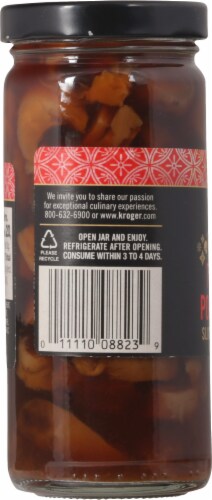 We invite you to share our passion
for exceptional culinary experiences.
800-632-6900 or www.kroger.com
OPEN JAR AND ENJOY.
REFRIGERATE AFTER OPENING.
CONSUME WITHIN 3 TO 4 DAYS.
PLEASE
RECYCLE
0 11110 08823 9